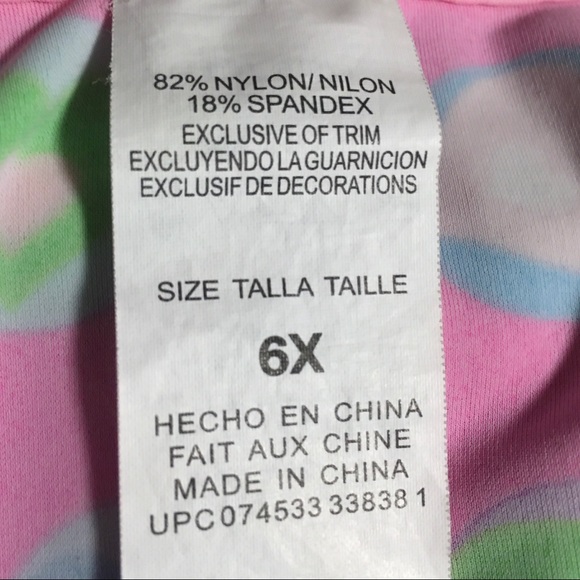 82% NYLON/ NILON
18% SPANDEX
EXCLUSIVE OF TRIM
EXCLUYENDO LA GUARNICION
EXCLUSIF DE DECORATIONS
SIZE TALLA TAILLE
6X
HECHO EN CHINA
FAIT AUX CHINE
MADE IN CHINA
UPC 074533 33838 1